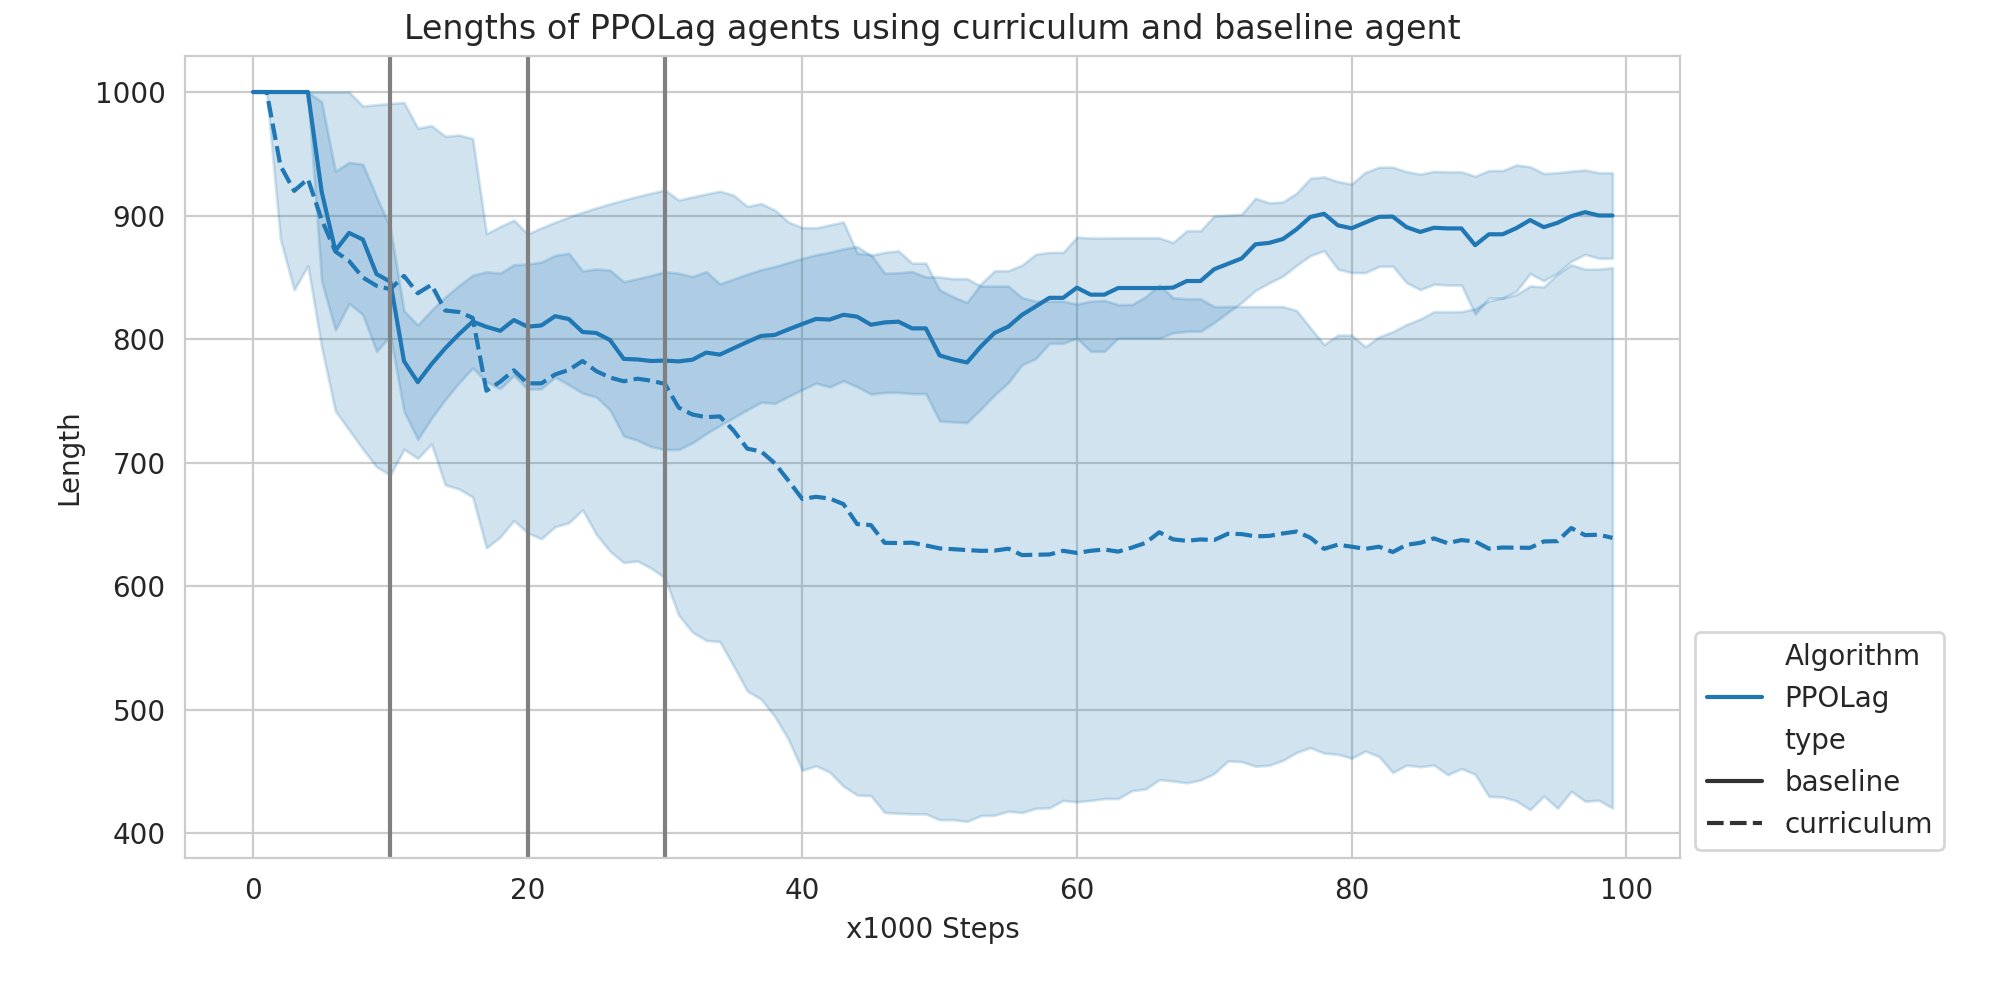 Lengths of PPOLag agents using curriculum and baseline agent
1000
900
800
700
600
500
400
Length
0 20 40 60 80 100
x1000 Steps
Algorithm
PPOLag
type
baseline
curriculum